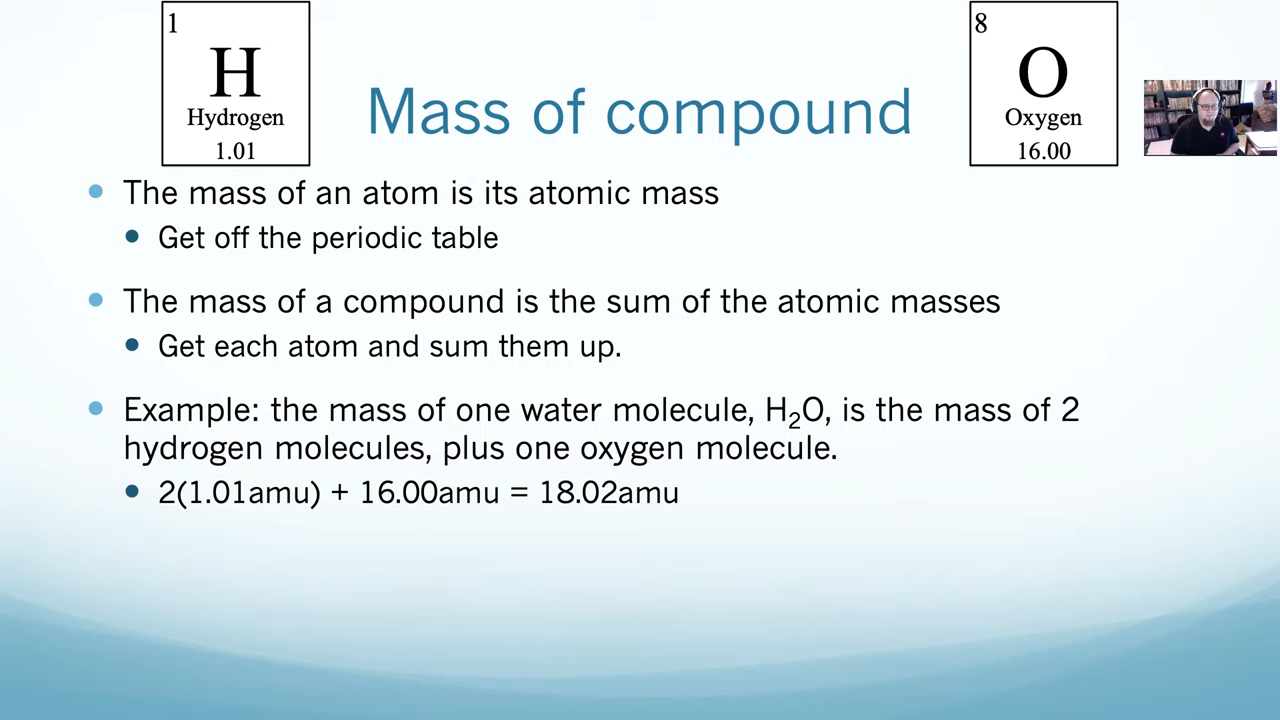 1
H
Hydrogen
1.01
8
O
Oxygen
16.00
Mass of compound
The mass of an atom is its atomic mass
Get off the periodic table
The mass of a compound is the sum of the atomic masses
Get each atom and sum them up.
Example: the mass of one water molecule, H₂O, is the mass of 2
hydrogen molecules, plus one oxygen molecule.
2(1.01amu) + 16.00amu = 18.02amu